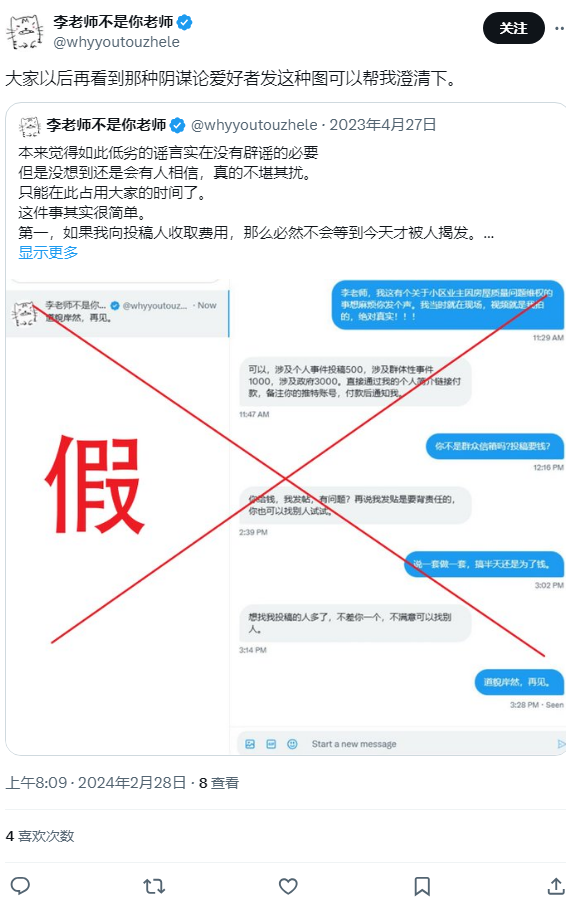 李老师不是你老师
@whyyoutouzhele
关注
大家以后再看到那种阴谋论爱好者发这种图可以帮我澄清下。
李老师不是你老师 @whyyoutouzhele · 2023年4月27日
本来觉得如此低劣的谣言实在没有辟谣的必要
但是没想到还是会有人相信，真的不堪其扰。
只能在此占用大家的时间了。
这件事其实很简单。
第一，如果我向投稿人收取费用，那么必然不会等到今天才被人揭发。...
显示更多
李老师不是你... @whyyoutouz... · Now
道貌岸然，再见。
假
李老师，我这有个关于小区业主因房屋质量问题维权的
事想麻烦你发个声。我当时就在现场，视频就是我拍
的，绝对真实！！！
11:29 AM
可以，涉及个人事件投稿500，涉及群体性事件
1000，涉及政府3000。直接通过我的个人简介链接付
款，备注你的推特账号，付款后通知我。
11:47 AM
你不是群众信箱吗?投稿要钱?
12:16 PM
你给钱，我发帖，有问题？再说我发贴是要背责任的，
你也可以找别人试试。
2:39 PM
说一套做一套，搞半天还是为了钱。
3:02 PM
想找我投稿的人多了，不差你一个，不满意可以找别
人。
3:14 PM
道貌岸然，再见。
3:28 PM · Seen
Start a new message
上午8:09 · 2024年2月28日 · 8 查看
4 喜欢次数